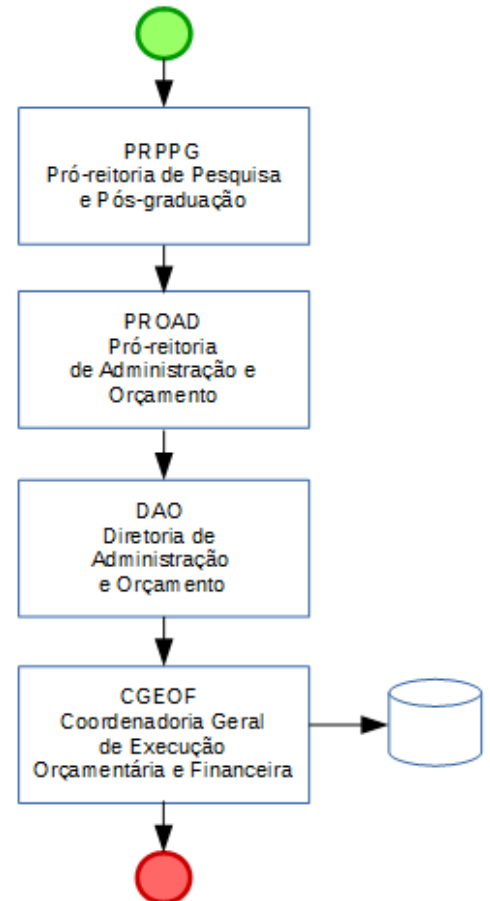 PRPPG
Pró-reitoria de Pesquisa
e Pós-graduação
PROAD
Pró-reitoria
de Administração e
Orçamento
DAO
Diretoria de
Administração
e Orçamento
CGEOF
Coordenadoria Geral
de Execução
Orçamentária e Financeira